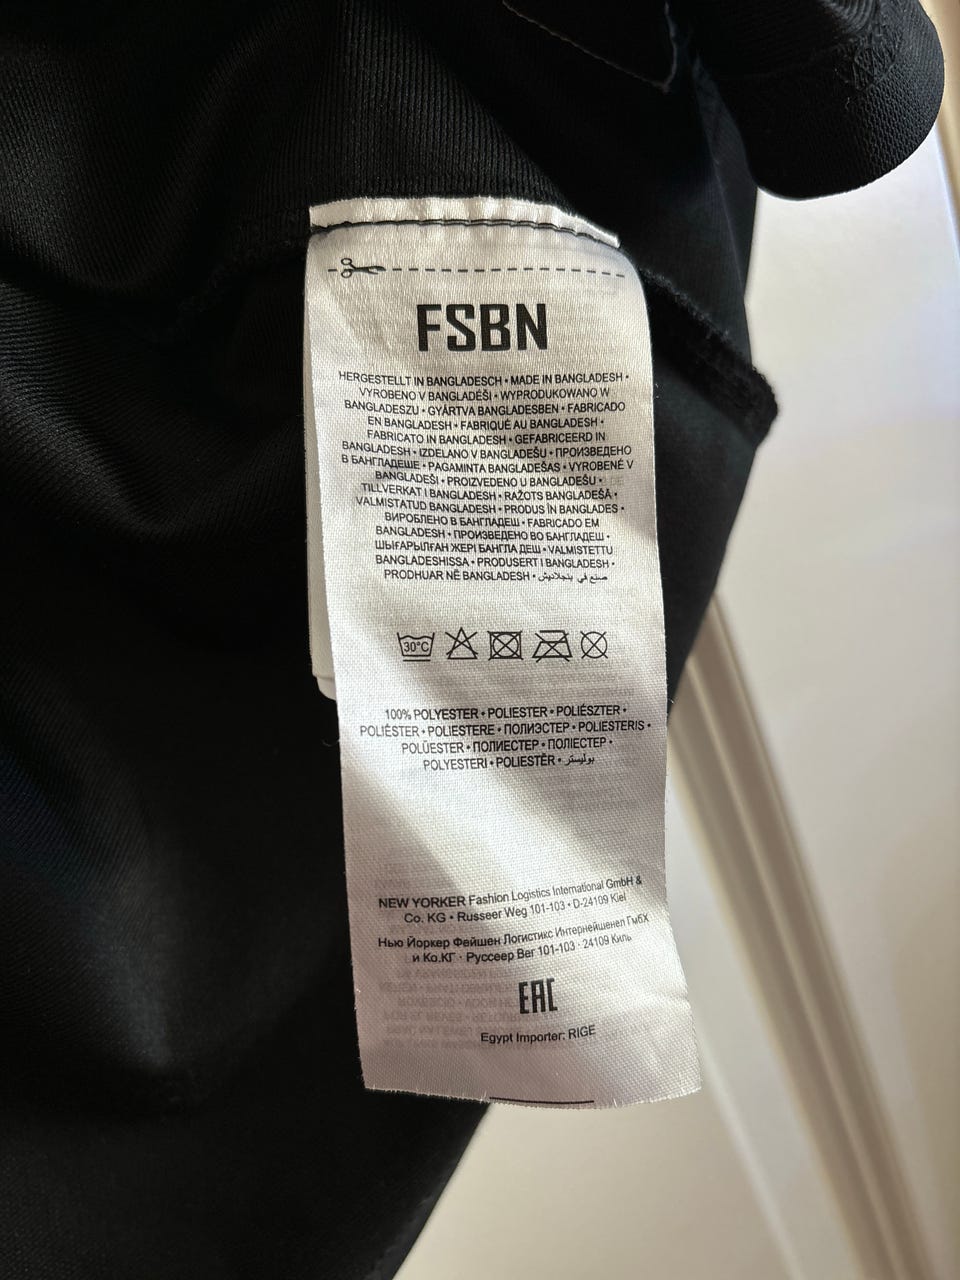 FSBN
HERGESTELLT IN BANGLADESCH • MADE IN BANGLADESH •
VYROBENO V BANGLADÉŠI • WYPRODUKOWANO W
BANGLADESZU • GYÁRTVA BANGLADESBEN • FABRICADO
EN BANGLADESH • FABRIQUÉ AU BANGLADESH •
FABRICATO IN BANGLADESH • GEFABRICEERD IN
BANGLADESH • IZDELANO V BANGLADEŠU • ПРОИЗВЕДЕНО
В БАНГЛАДЕШЕ • PAGAMINTA BANGLADEŠAS • VYROBENÉ V
BANGLADEŠI • PROIZVEDENO U BANGLADEŠU •
TILLVERKAT I BANGLADESH • RAŽOTS BANGLADEŠĀ •
VALMISTATUD BANGLADESH • PRODUS ÎN BANGLADES •
ВИРОБЛЕНО В БАНГЛАДЕШ • FABRICADO EM
BANGLADESH • ПРОИЗВЕДЕНО ВО БАНГЛАДЕШ •
ШЫҒАРЫЛҒАН ЖЕРІ БАНГЛА ДЕШ • VALMISTETTU
BANGLADESHISSA • PRODUSERT I BANGLADESH •
PRODHUAR NË BANGLADESH • صنع في بنجلاديش
30°C
100% POLYESTER • POLIESTER • POLIÉSZTER •
POLIÉSTER • POLIESTERE • ПОЛИЭСТЕР • POLIESTERIS •
POLÜESTER • ПОЛИЕСТЕР • ПОЛІЕСТЕР •
POLYESTERI • POLIESTËR • بوليستر
NEW YORKER Fashion Logistics International GmbH &
Co. KG • Russeer Weg 101-103 • D-24109 Kiel
Нью Йоркер Фейшен Логистикс Интернейшенел ГмбХ
и Ко.КГ · Руссеер Вег 101-103 · 24109 Киль
EAC
Egypt Importer: RIGE